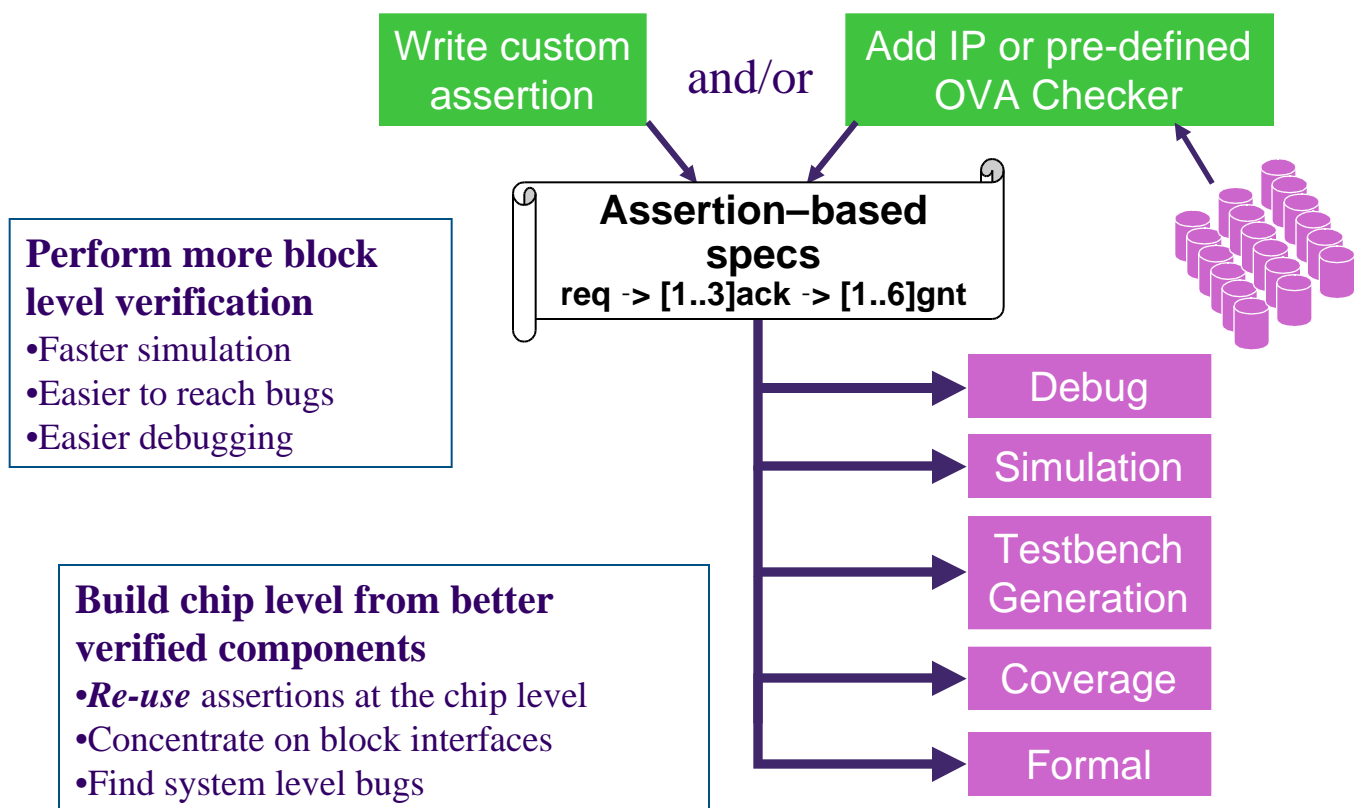 Write custom
assertion
and/or
Add IP or pre-defined
OVA Checker
Assertion–based
specs
req -> [1..3]ack -> [1..6]gnt
Perform more block
level verification
•Faster simulation
•Easier to reach bugs
•Easier debugging
Debug
Simulation
Testbench
Generation
Coverage
Formal
Build chip level from better
verified components
•Re-use assertions at the chip level
•Concentrate on block interfaces
•Find system level bugs